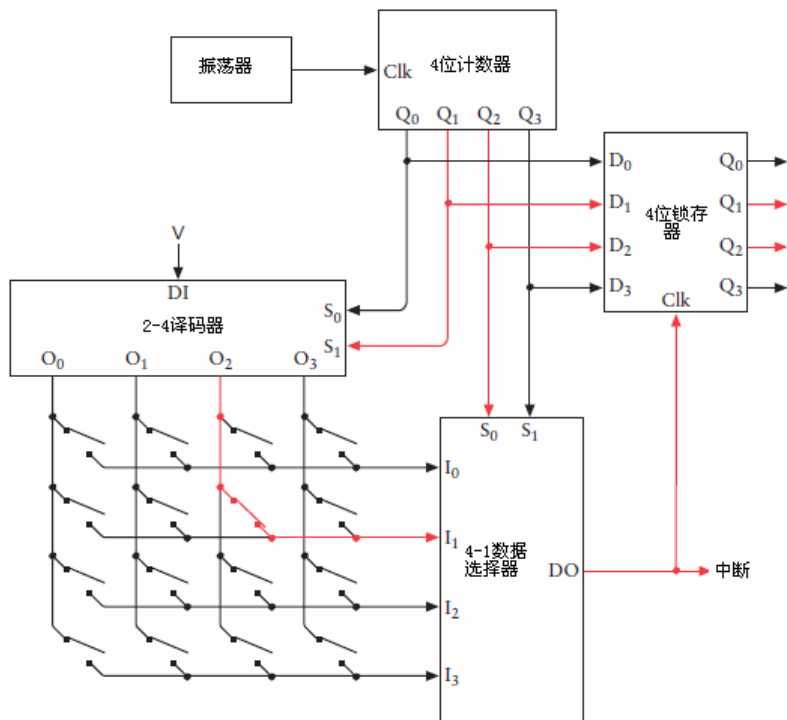 振荡器
4位计数器
Clk
Q0 Q1 Q2 Q3
D0 Q0
D1 Q1
4位锁存
器
D2 Q2
D3 Q3
Clk
V
DI
S0
2-4译码器
S1
O0 O1 O2 O3
S0 S1
I0
I1
4-1数据
选择器
DO
中断
I2
I3